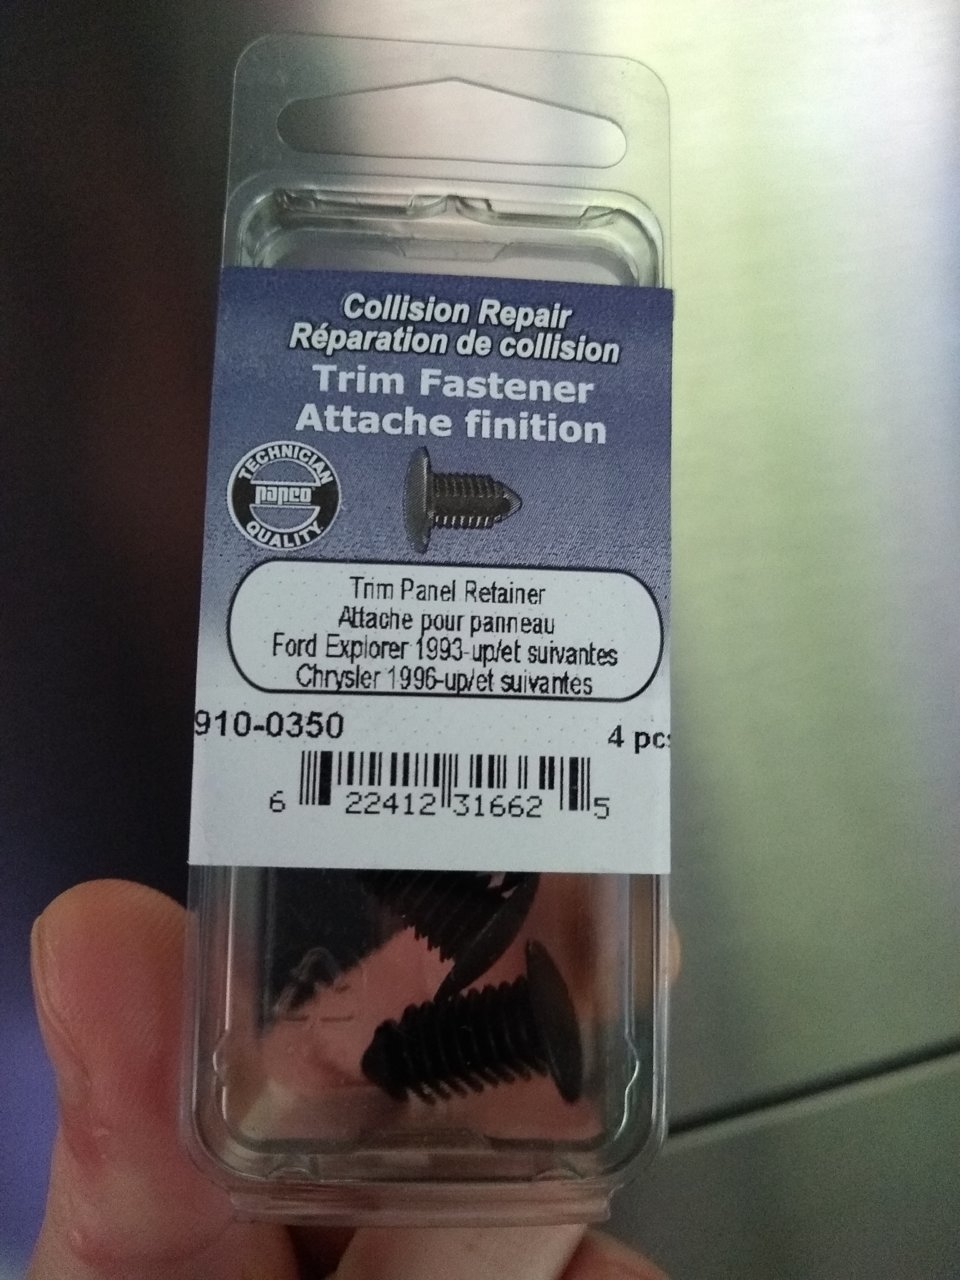 Collision Repair
Réparation de collision
Trim Fastener
Attache finition
TECHNICIAN
papco
QUALITY
Trim Panel Retainer
Attache pour panneau
Ford Explorer 1993-up/et suivantes
Chrysler 1996-up/et suivantes
910-0350
4 pcs
6 22412 31662 5